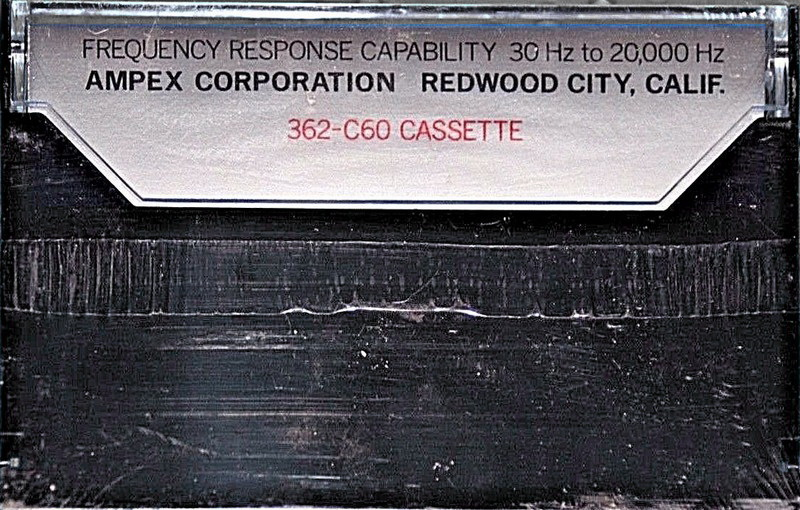 FREQUENCY RESPONSE CAPABILITY 30 Hz to 20,000 Hz
AMPEX CORPORATION REDWOOD CITY, CALIF.
362-C60 CASSETTE